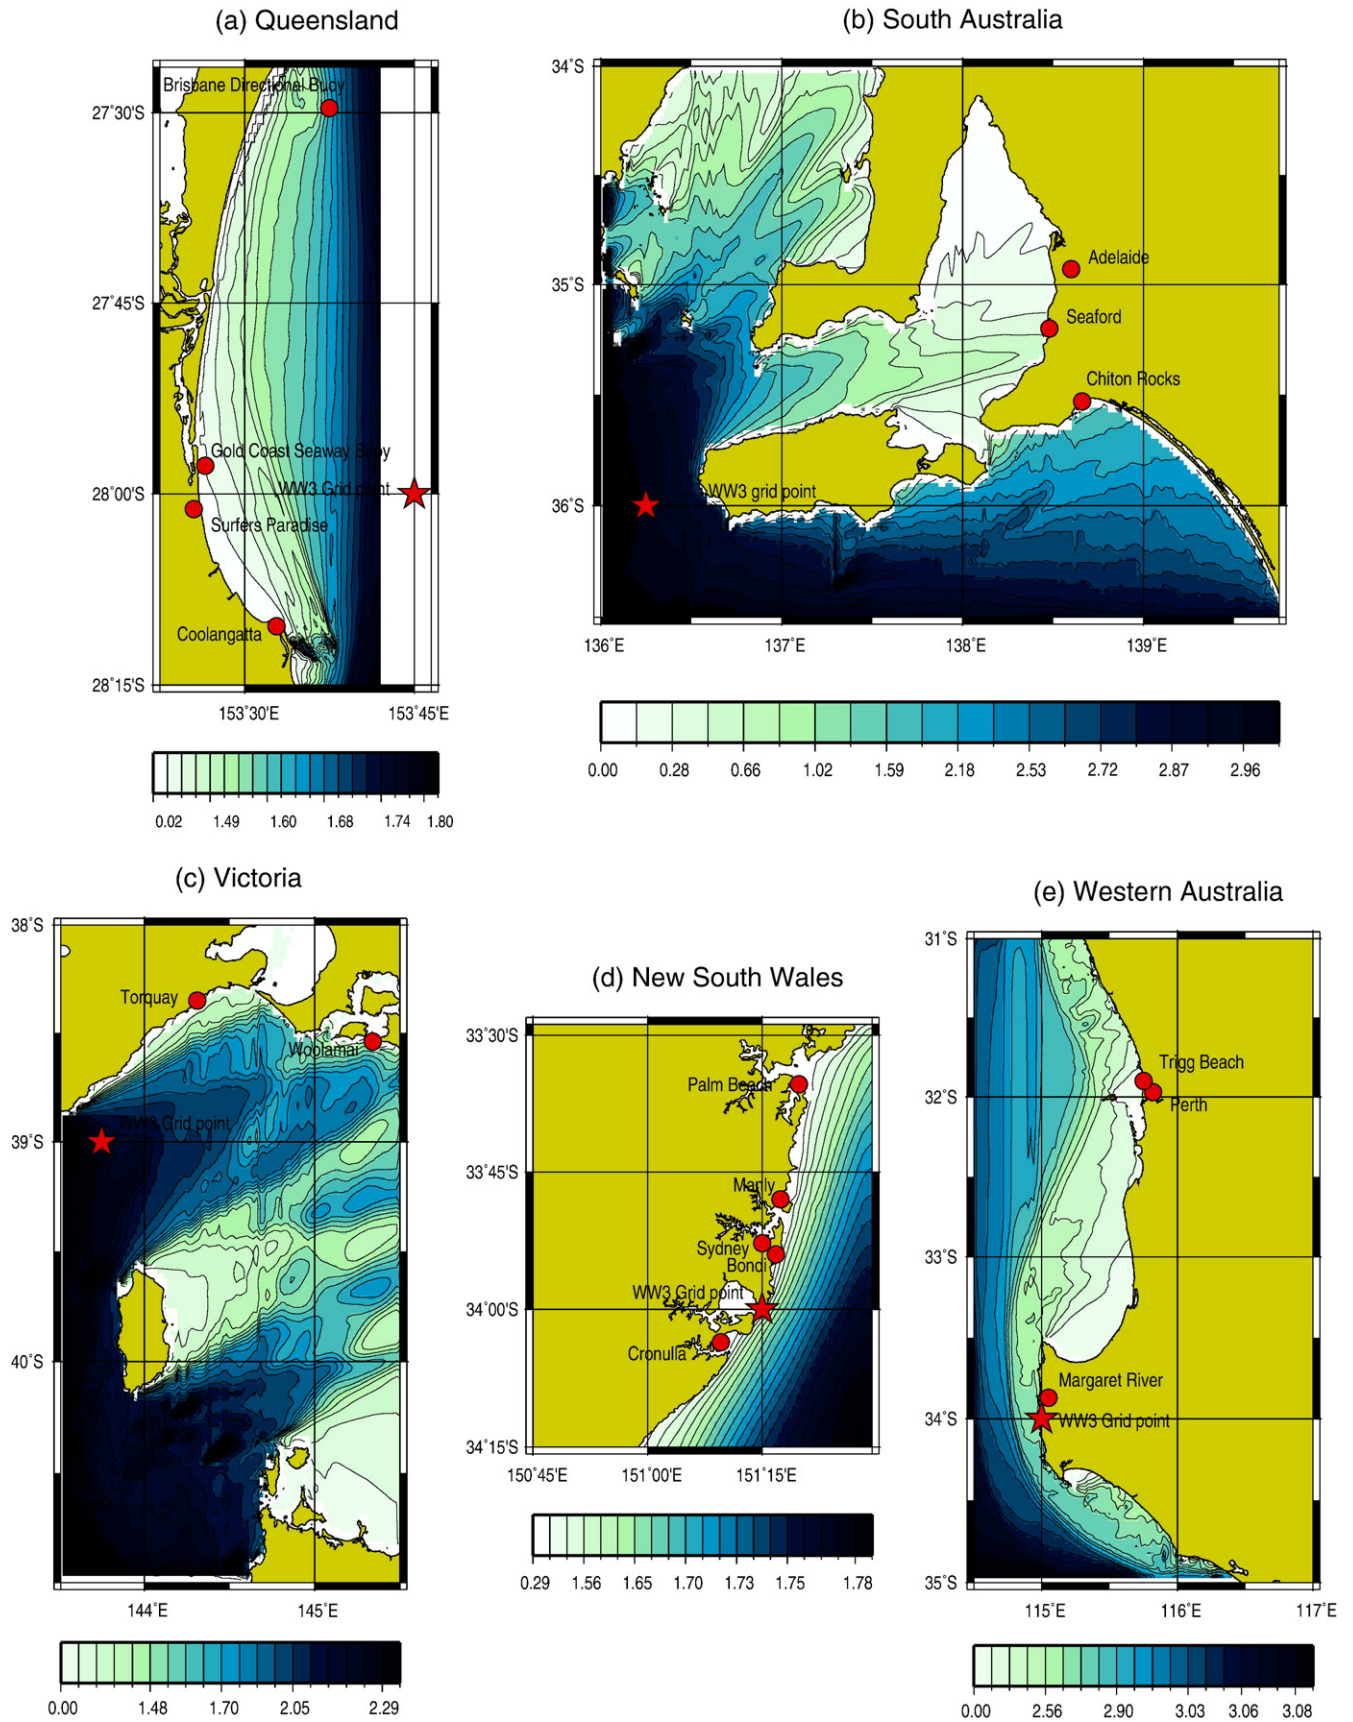 (a) Queensland
Brisbane Directional Buoy
27°30'S
27°45'S
Gold Coast Seaway Buoy
WW3 Grid point
28°00'S
Surfers Paradise
Coolangatta
28°15'S
153°30'E 153°45'E
0.02 1.49 1.60 1.68 1.74 1.80
(b) South Australia
34°S
Adelaide
35°S
Seaford
Chiton Rocks
WW3 grid point
36°S
136°E 137°E 138°E 139°E
0.00 0.28 0.66 1.02 1.59 2.18 2.53 2.72 2.87 2.96
(c) Victoria
38°S
Torquay
Woolamai
WW3 Grid point
39°S
40°S
144°E 145°E
0.00 1.48 1.70 2.05 2.29
(d) New South Wales
33°30'S
Palm Beach
33°45'S
Manly
Sydney
Bondi
WW3 Grid point
34°00'S
Cronulla
34°15'S
150°45'E 151°00'E 151°15'E
0.29 1.56 1.65 1.70 1.73 1.75 1.78
(e) Western Australia
31°S
Trigg Beach
32°S
Perth
33°S
Margaret River
34°S
WW3 Grid point
35°S
115°E 116°E 117°E
0.00 2.56 2.90 3.03 3.06 3.08